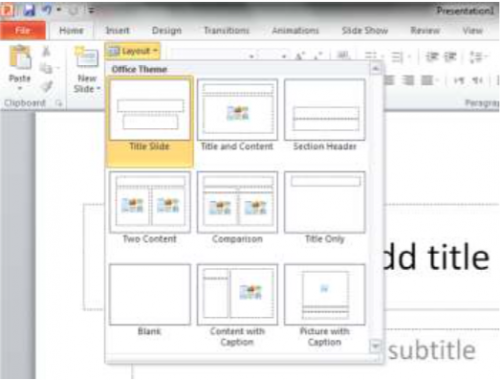 Presentation1
File Home Insert Design Transitions Animations Slide Show Review View
Layout
Paste New Slide
Clipboard
Paragrap
Office Theme
Title Slide Title and Content Section Header
Two Content Comparison Title Only
Blank Content with Caption Picture with Caption
dd title
subtitle